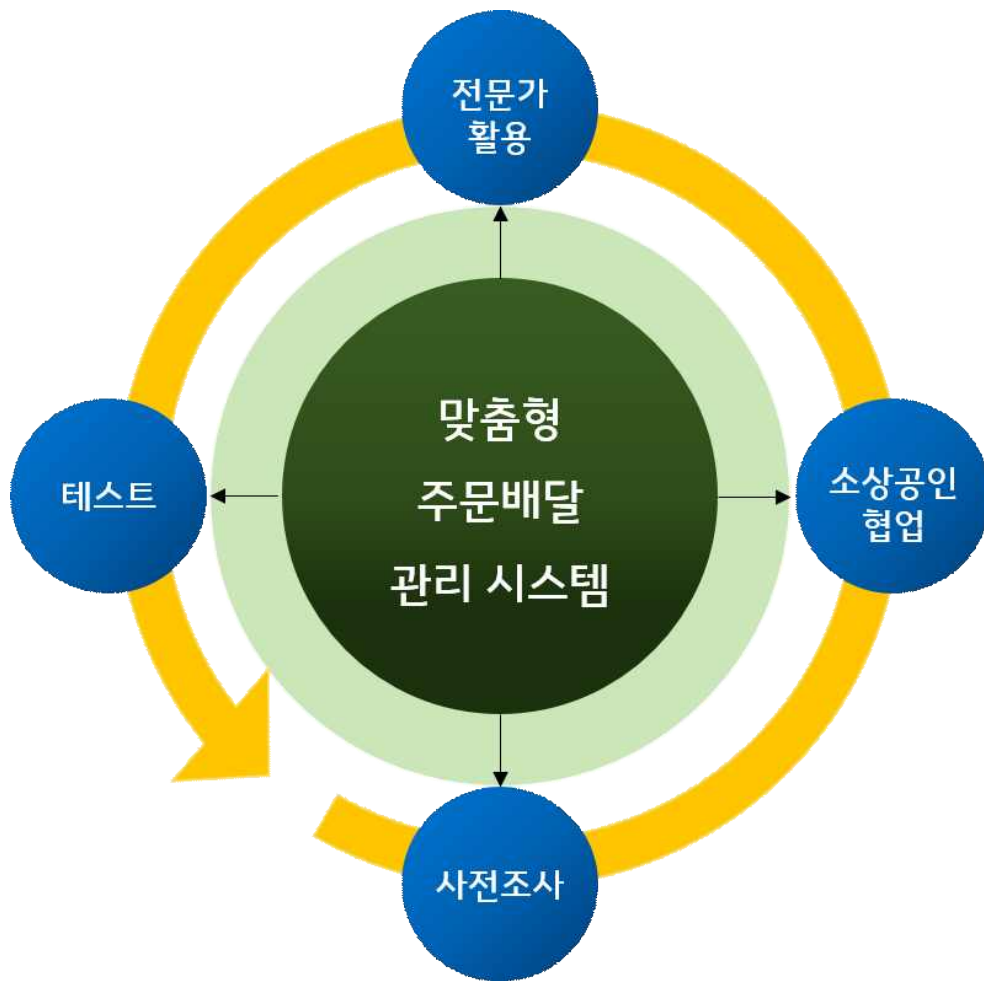 전문가
활용
맞춤형
주문배달
관리 시스템
테스트
소상공인
협업
사전조사